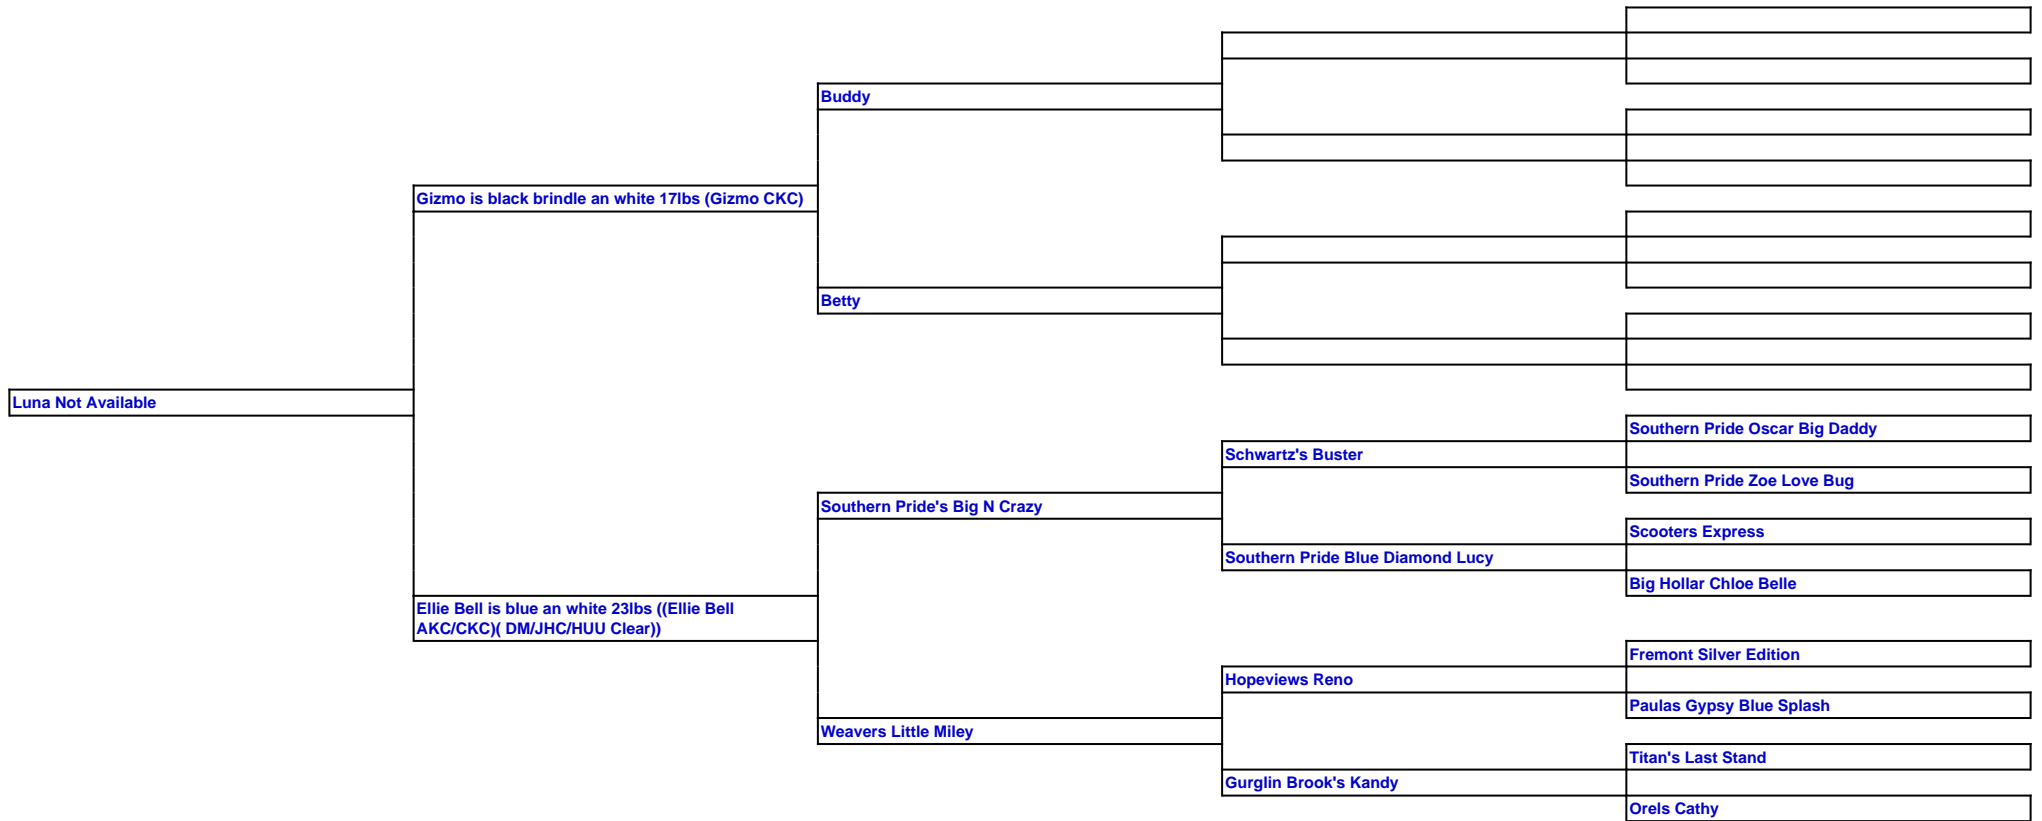 Buddy
Gizmo is black brindle an white 17lbs (Gizmo CKC)
Betty
Luna Not Available
Southern Pride Oscar Big Daddy
Schwartz's Buster
Southern Pride Zoe Love Bug
Southern Pride's Big N Crazy
Scooters Express
Southern Pride Blue Diamond Lucy
Big Hollar Chloe Belle
Ellie Bell is blue an white 23lbs ((Ellie Bell
AKC/CKC)( DM/JHC/HUU Clear))
Fremont Silver Edition
Hopeviews Reno
Paulas Gypsy Blue Splash
Weavers Little Miley
Titan's Last Stand
Gurglin Brook's Kandy
Orels Cathy